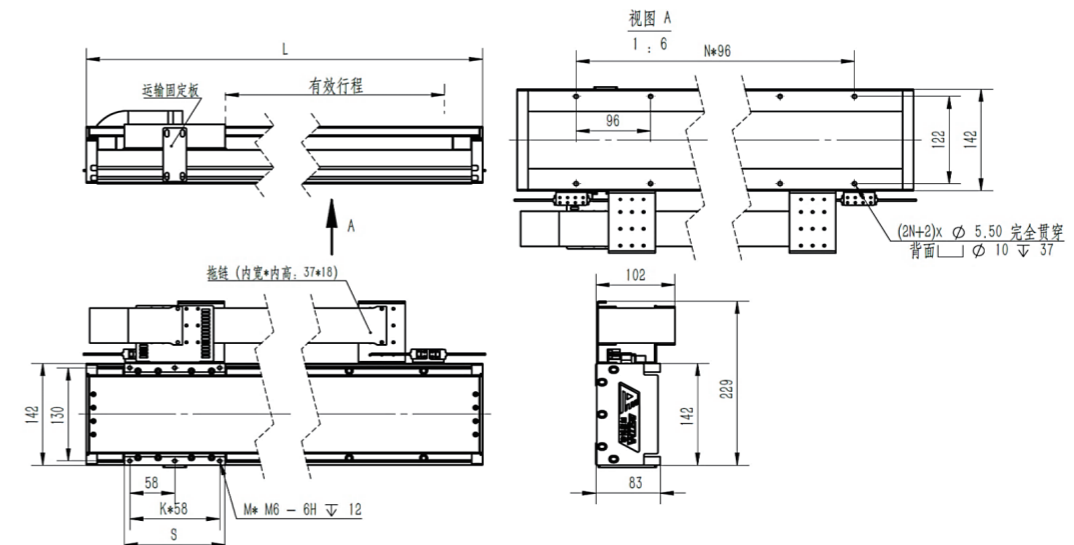 视图 A
1 : 6
L
N*96
运输固定板
有效行程
96
122
142
A
(2N+2)x Ø 5.50 完全贯穿
背面 ⌴ Ø 10 ↧ 37
拖链 (内宽*内高: 37*18)
102
142
130
229
142
58
K*58
M* M6 - 6H ↧ 12
S
83